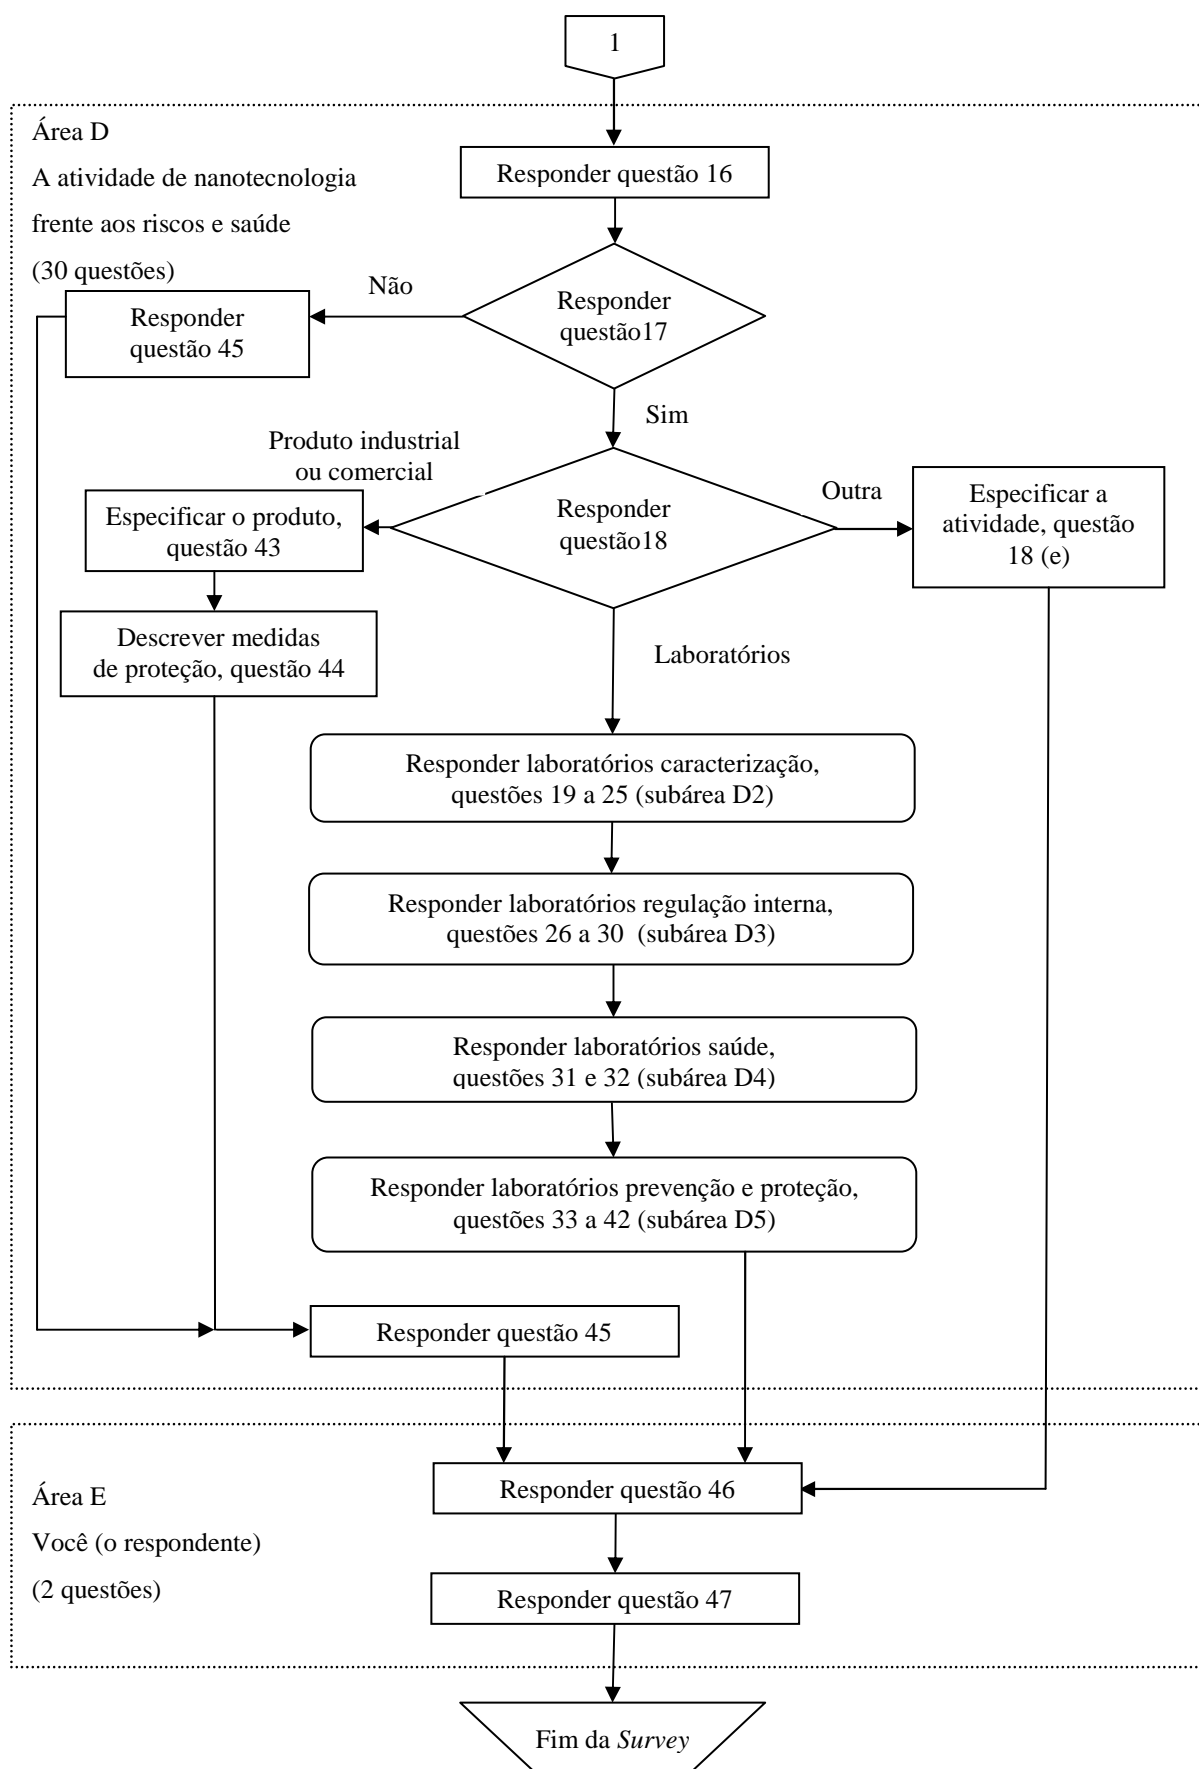 1
Área D
A atividade de nanotecnologia
frente aos riscos e saúde
(30 questões)
Responder questão 16
Não
Responder
questão17
Responder
questão 45
Sim
Produto industrial
ou comercial
Responder
questão18
Outra
Especificar a
atividade, questão
18 (e)
Especificar o produto,
questão 43
Descrever medidas
de proteção, questão 44
Laboratórios
Responder laboratórios caracterização,
questões 19 a 25 (subárea D2)
Responder laboratórios regulação interna,
questões 26 a 30 (subárea D3)
Responder laboratórios saúde,
questões 31 e 32 (subárea D4)
Responder laboratórios prevenção e proteção,
questões 33 a 42 (subárea D5)
Responder questão 45
Área E
Você (o respondente)
(2 questões)
Responder questão 46
Responder questão 47
Fim da Survey